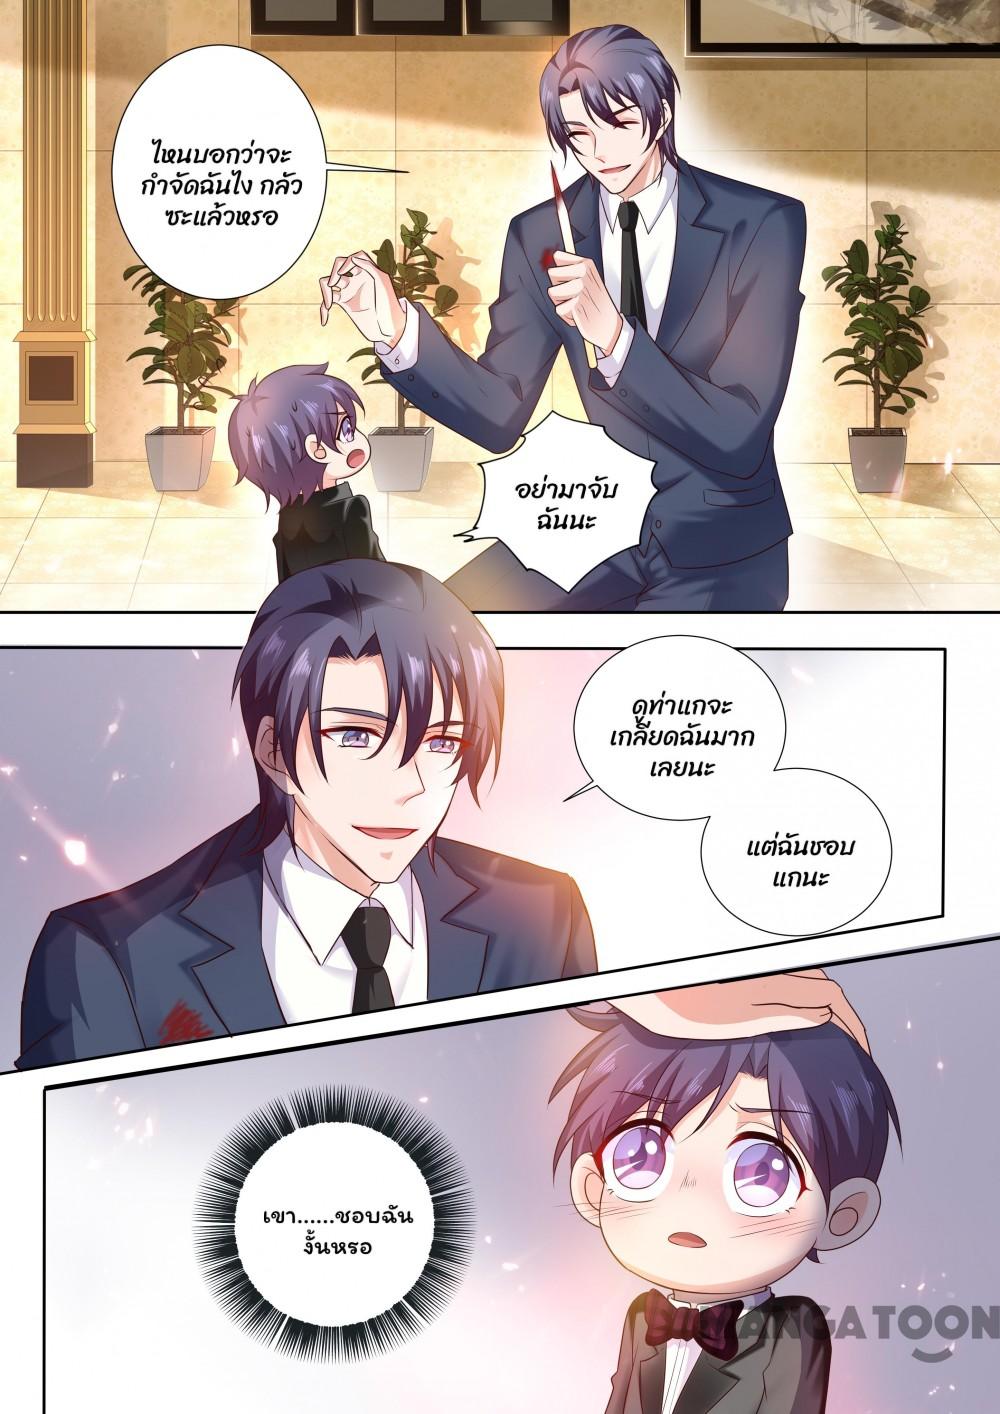 ไหนบอกว่าจะ
กำจัดฉันไง กลัว
ซะแล้วหรอ
อย่ามาจับ
ฉันนะ
ดูท่าแกจะ
เกลียดฉันมาก
เลยนะ
แต่ฉันชอบ
แกนะ
เขา......ชอบฉัน
งั้นหรอ
MANGATOON